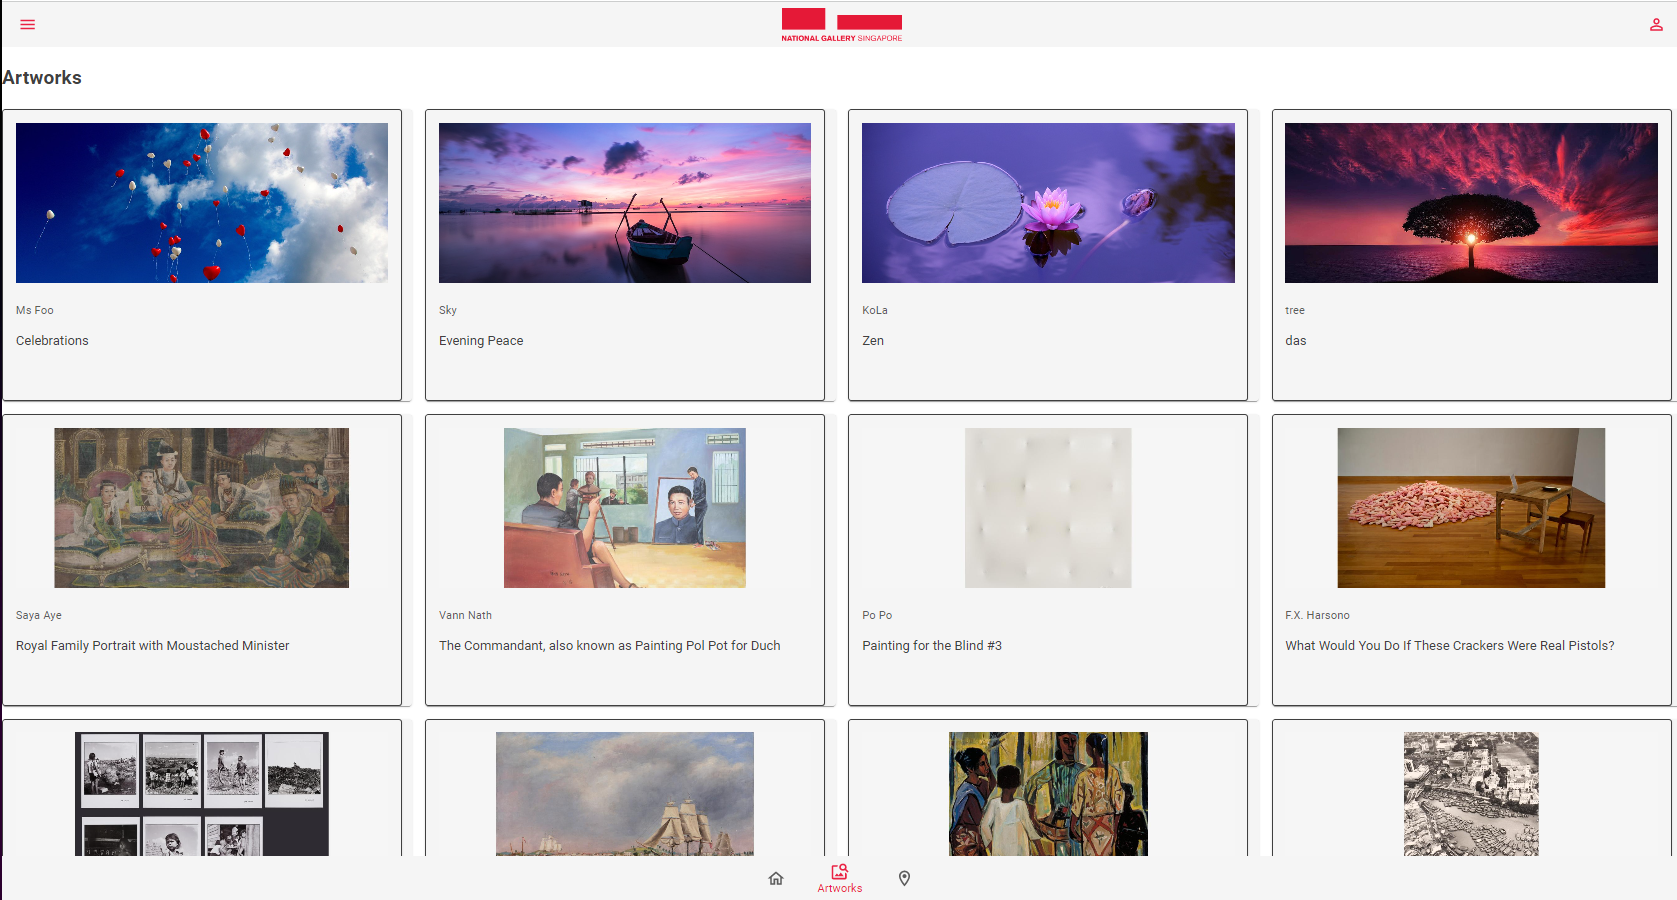 NATIONAL GALLERY SINGAPORE
Artworks
Ms Foo
Celebrations
Sky
Evening Peace
KoLa
Zen
tree
das
Saya Aye
Royal Family Portrait with Moustached Minister
Vann Nath
The Commandant, also known as Painting Pol Pot for Duch
Po Po
Painting for the Blind #3
F.X. Harsono
What Would You Do If These Crackers Were Real Pistols?
Artworks